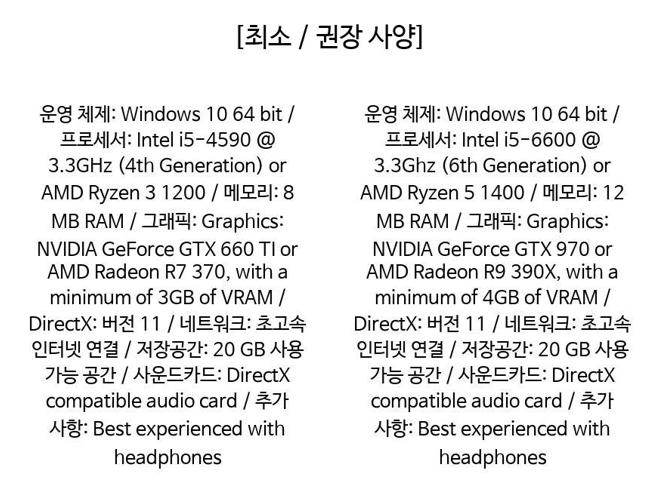 [최소 / 권장 사양]
운영 체제: Windows 10 64 bit /
프로세서: Intel i5-4590 @
3.3GHz (4th Generation) or
AMD Ryzen 3 1200 / 메모리: 8
MB RAM / 그래픽: Graphics:
NVIDIA GeForce GTX 660 TI or
AMD Radeon R7 370, with a
minimum of 3GB of VRAM /
DirectX: 버전 11 / 네트워크: 초고속
인터넷 연결 / 저장공간: 20 GB 사용
가능 공간 / 사운드카드: DirectX
compatible audio card / 추가
사항: Best experienced with
headphones
운영 체제: Windows 10 64 bit /
프로세서: Intel i5-6600 @
3.3Ghz (6th Generation) or
AMD Ryzen 5 1400 / 메모리: 12
MB RAM / 그래픽: Graphics:
NVIDIA GeForce GTX 970 or
AMD Radeon R9 390X, with a
minimum of 4GB of VRAM /
DirectX: 버전 11 / 네트워크: 초고속
인터넷 연결 / 저장공간: 20 GB 사용
가능 공간 / 사운드카드: DirectX
compatible audio card / 추가
사항: Best experienced with
headphones